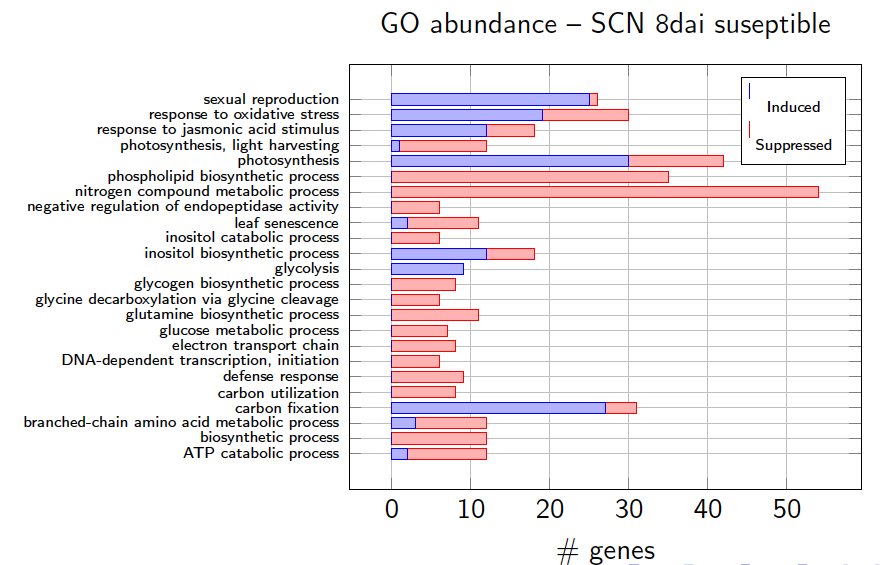 GO abundance – SCN 8dai suseptible
Induced
Suppressed
sexual reproduction
response to oxidative stress
response to jasmonic acid stimulus
photosynthesis, light harvesting
photosynthesis
phospholipid biosynthetic process
nitrogen compound metabolic process
negative regulation of endopeptidase activity
leaf senescence
inositol catabolic process
inositol biosynthetic process
glycolysis
glycogen biosynthetic process
glycine decarboxylation via glycine cleavage
glutamine biosynthetic process
glucose metabolic process
electron transport chain
DNA-dependent transcription, initiation
defense response
carbon utilization
carbon fixation
branched-chain amino acid metabolic process
biosynthetic process
ATP catabolic process
0 10 20 30 40 50
# genes